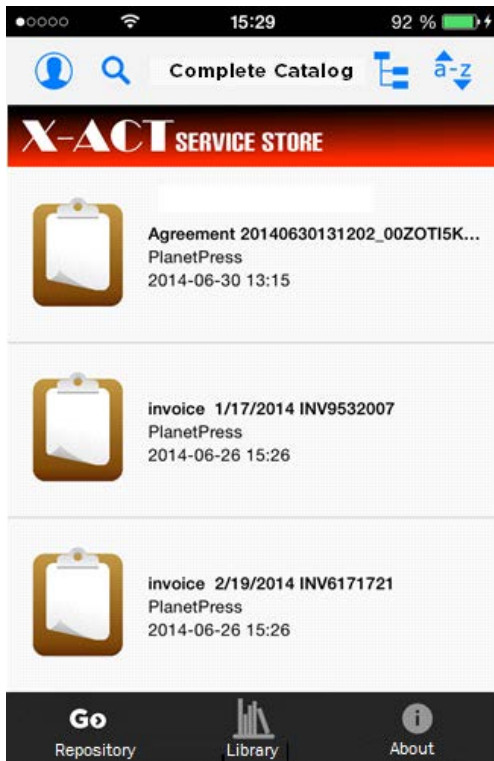 15:29
92 %
Complete Catalog
a-z
X-ACT SERVICE STORE
Agreement 20140630131202_00ZOTI5K...
PlanetPress
2014-06-30 13:15
invoice 1/17/2014 INV9532007
PlanetPress
2014-06-26 15:26
invoice 2/19/2014 INV6171721
PlanetPress
2014-06-26 15:26
Go
Repository
Library
i
About